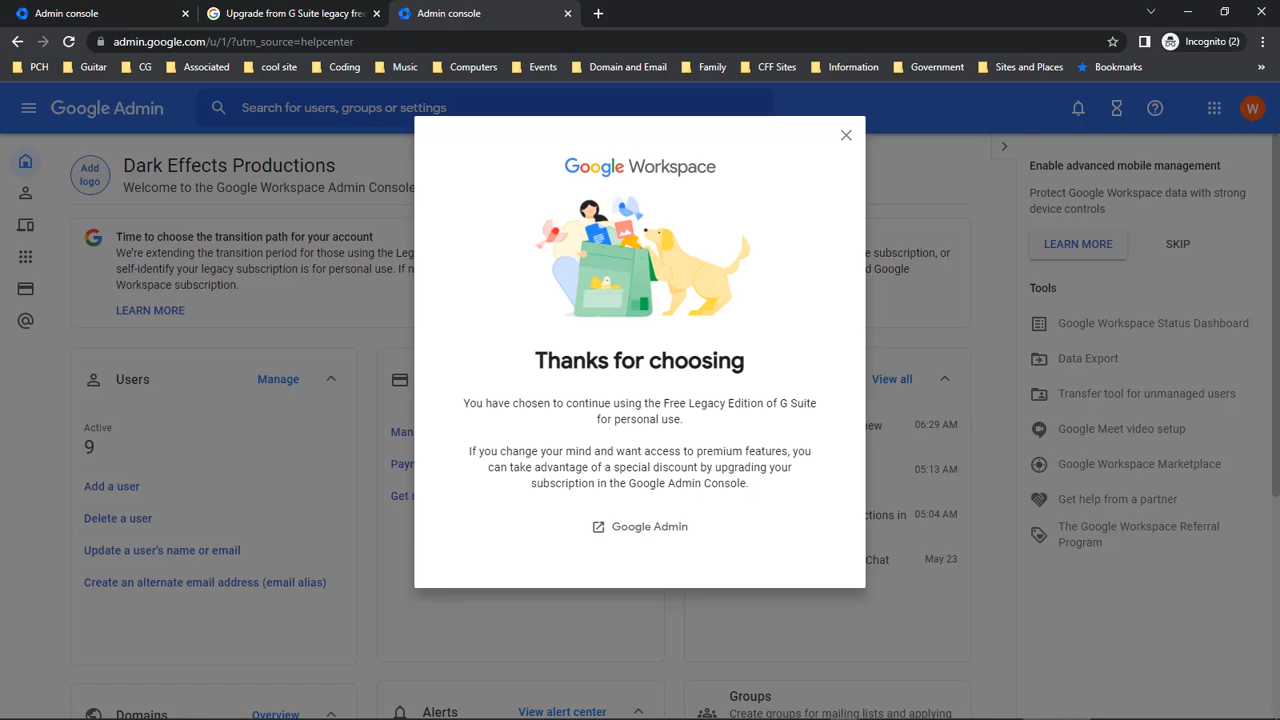 Admin console
Upgrade from G Suite legacy free
Admin console
admin.google.com/u/1/?utm_source=helpcenter
Incognito (2)
PCH
Guitar
CG
Associated
cool site
Coding
Music
Computers
Events
Domain and Email
Family
CFF Sites
Information
Government
Sites and Places
Bookmarks
»
Google Admin
Search for users, groups or settings
W
Add
logo
Dark Effects Productions
Welcome to the Google Workspace Admin Console
Time to choose the transition path for your account
We're extending the transition period for those using the Leg
subscription, or
self-identify your legacy subscription is for personal use. If n
d Google
Workspace subscription.
LEARN MORE
Users
Manage
Active
9
Add a user
Delete a user
Update a user's name or email
Create an alternate email address (email alias)
Man
Paym
Get
View all
new
06:29 AM
05:13 AM
ctions in
05:04 AM
Chat
May 23
Google Workspace
Thanks for choosing
You have chosen to continue using the Free Legacy Edition of G Suite
for personal use.
If you change your mind and want access to premium features, you
can take advantage of a special discount by upgrading your
subscription in the Google Admin Console.
Google Admin
Domains
Overview
Alerts
View alert center
Groups
Create groups for mailing lists and applying
Enable advanced mobile management
Protect Google Workspace data with strong
device controls
LEARN MORE
SKIP
Tools
Google Workspace Status Dashboard
Data Export
Transfer tool for unmanaged users
Google Meet video setup
Google Workspace Marketplace
Get help from a partner
The Google Workspace Referral
Program